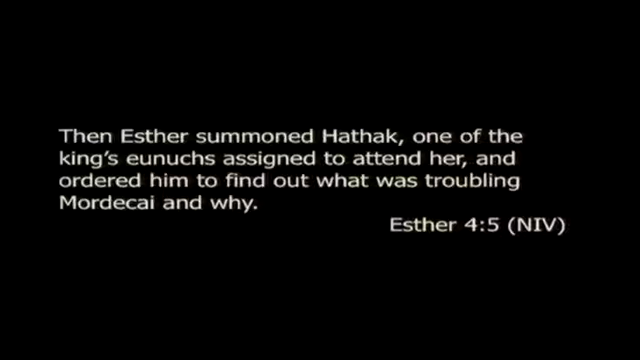 Then Esther summoned Hathak, one of the
king's eunuchs assigned to attend her, and
ordered him to find out what was troubling
Mordecai and why.
Esther 4:5 (NIV)